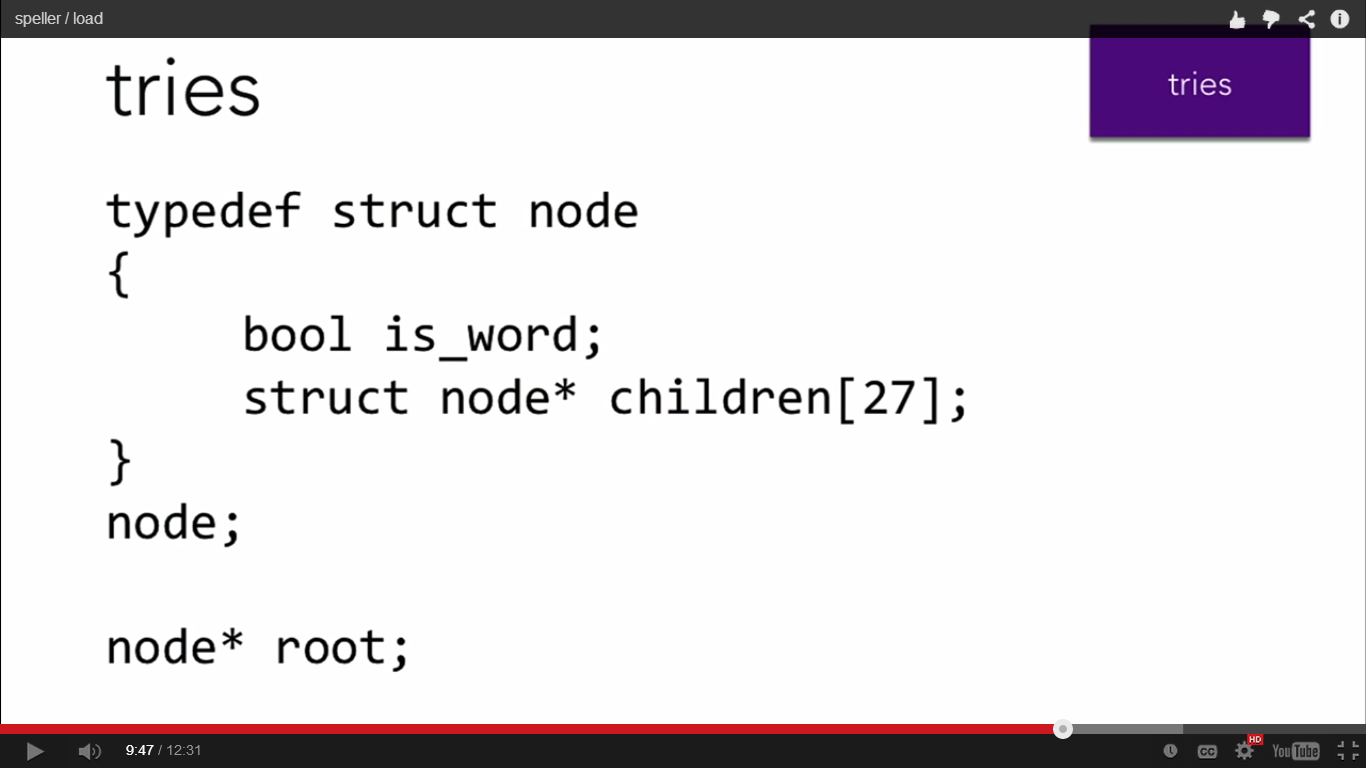 speller / load
tries
tries
typedef struct node
{
bool is_word;
struct node* children[27];
}
node;
node* root;
9:47 / 12:31
CC
HD
YouTube